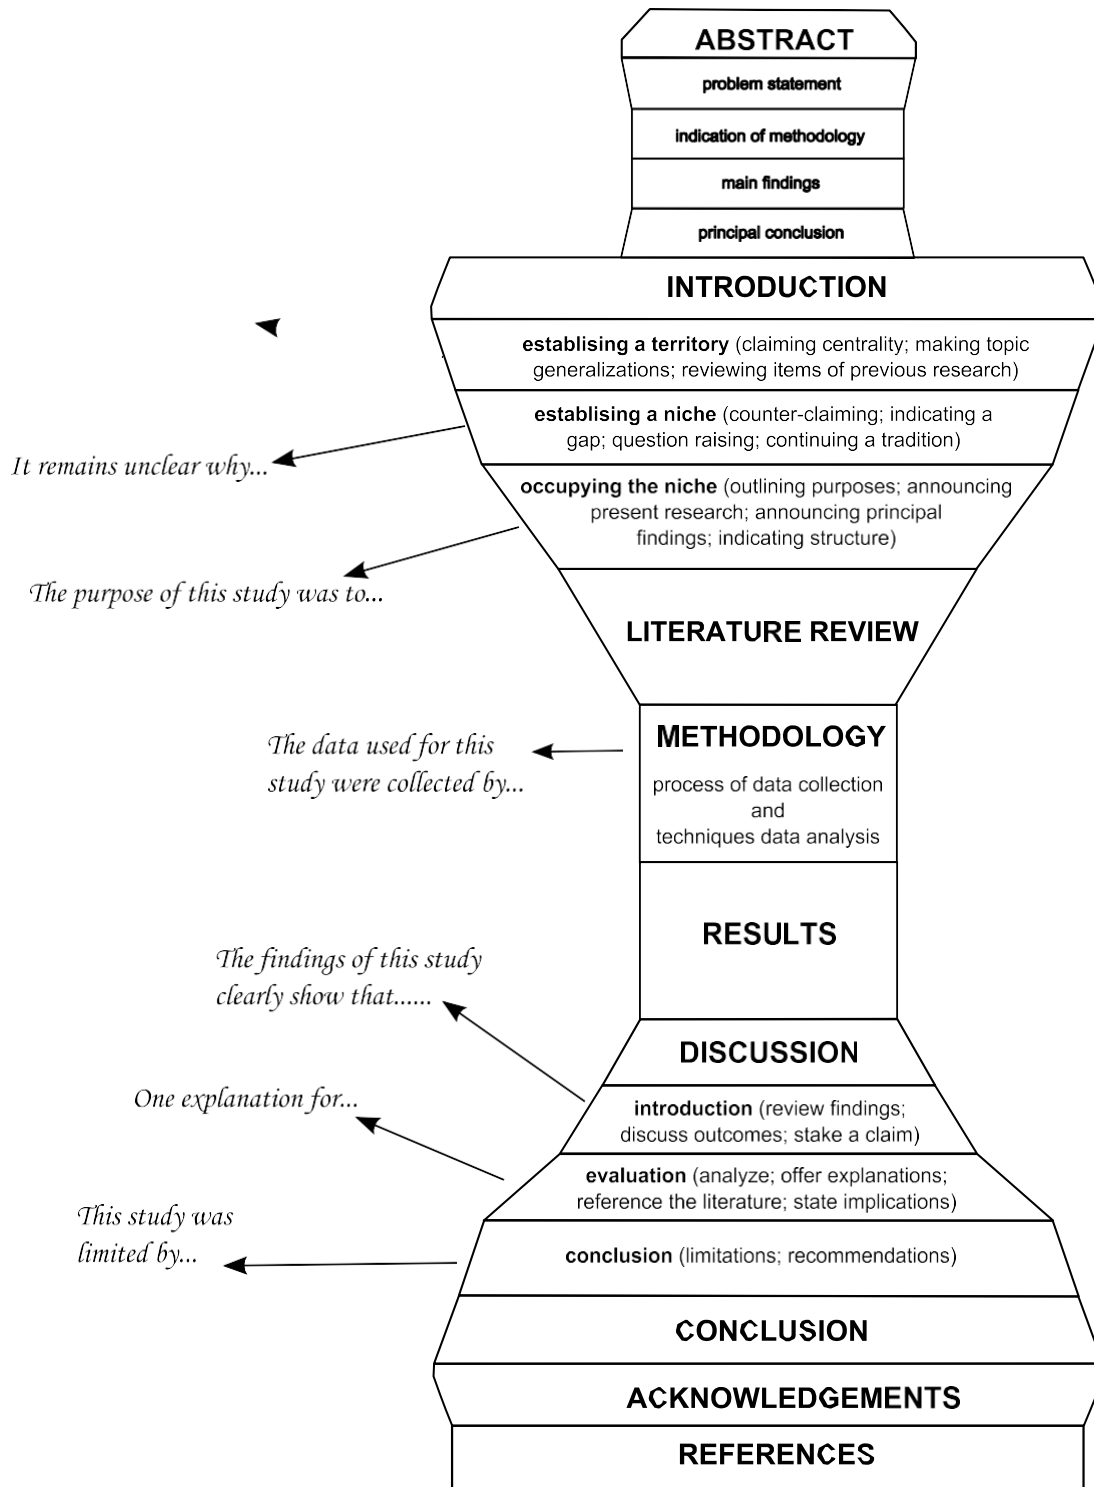 ABSTRACT
problem statement
indication of methodology
main findings
principal conclusion
INTRODUCTION
establising a territory (claiming centrality; making topic
generalizations; reviewing items of previous research)
establising a niche (counter-claiming; indicating a
gap; question raising; continuing a tradition)
It remains unclear why...
occupying the niche (outlining purposes; announcing
present research; announcing principal
findings; indicating structure)
The purpose of this study was to...
LITERATURE REVIEW
METHODOLOGY
process of data collection
and
techniques data analysis
The data used for this
study were collected by...
RESULTS
The findings of this study
clearly show that......
DISCUSSION
introduction (review findings;
discuss outcomes; stake a claim)
One explanation for...
evaluation (analyze; offer explanations;
reference the literature; state implications)
This study was
limited by...
conclusion (limitations; recommendations)
CONCLUSION
ACKNOWLEDGEMENTS
REFERENCES